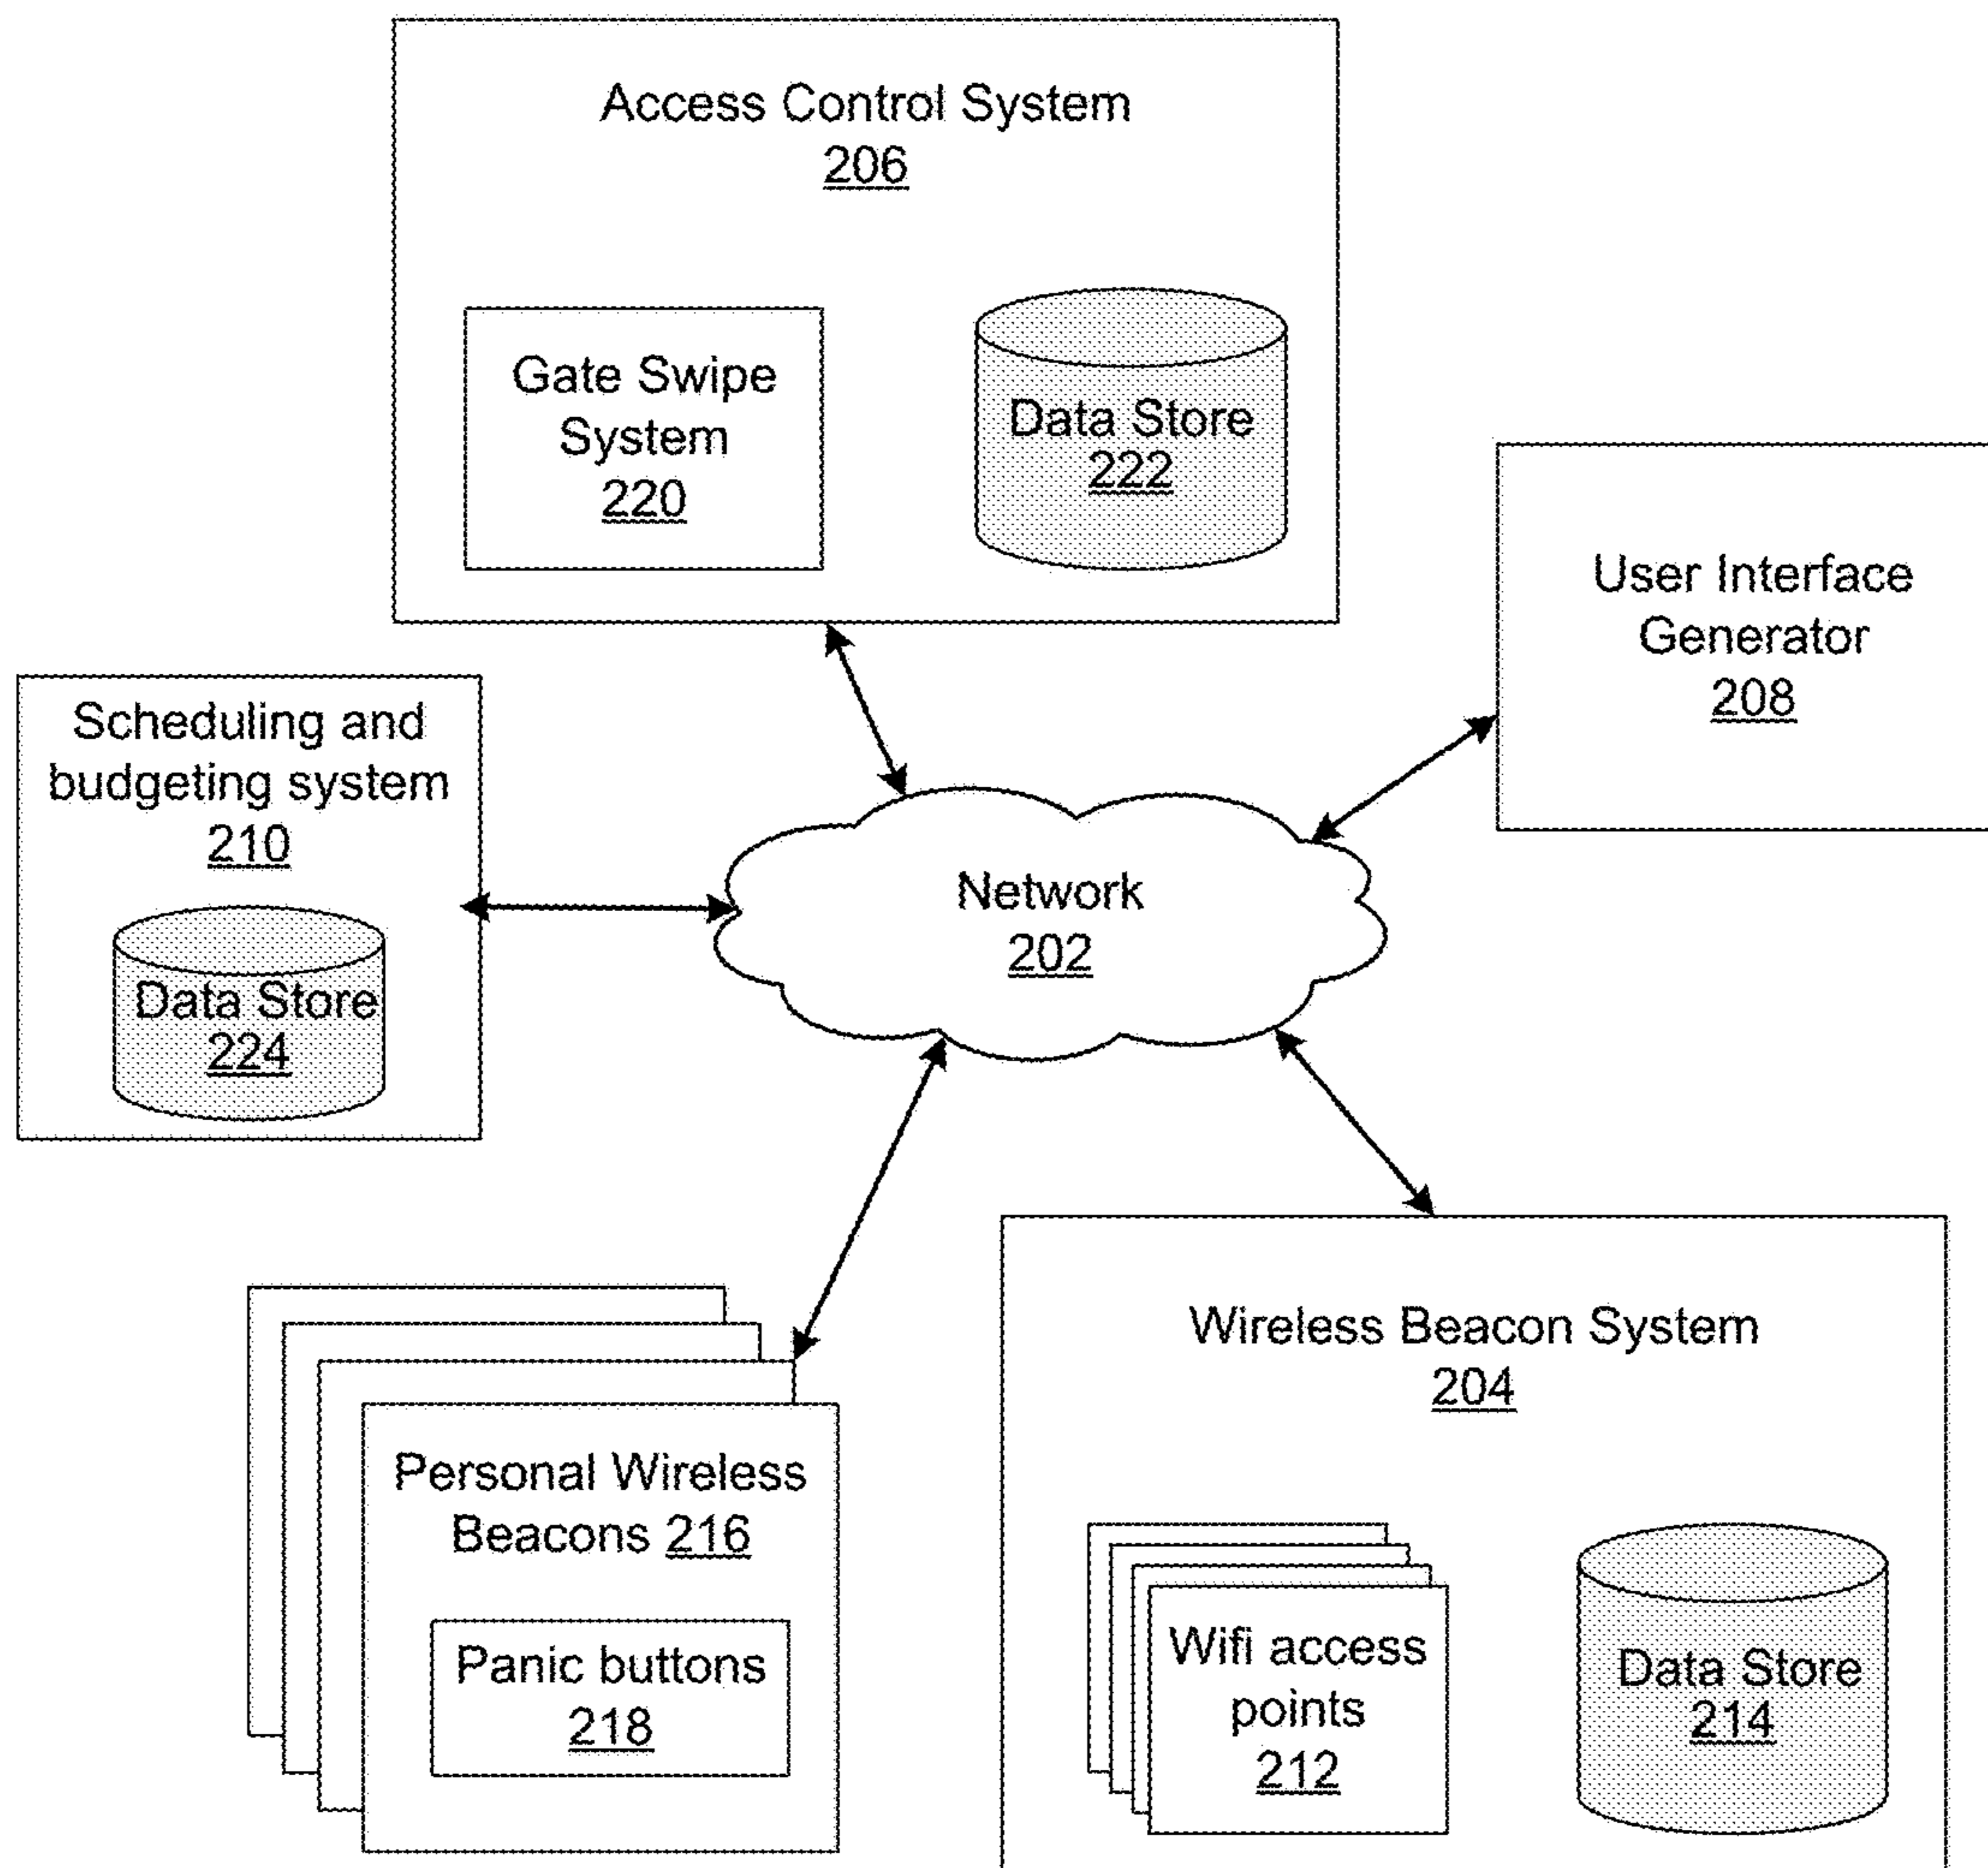 Access Control System
206
Gate Swipe
System
220
Data Store
222
User Interface
Generator
208
Scheduling and
budgeting system
210
Data Store
224
Network
202
Personal Wireless
Beacons 216
Panic buttons
218
Wireless Beacon System
204
Wifi access
points
212
Data Store
214